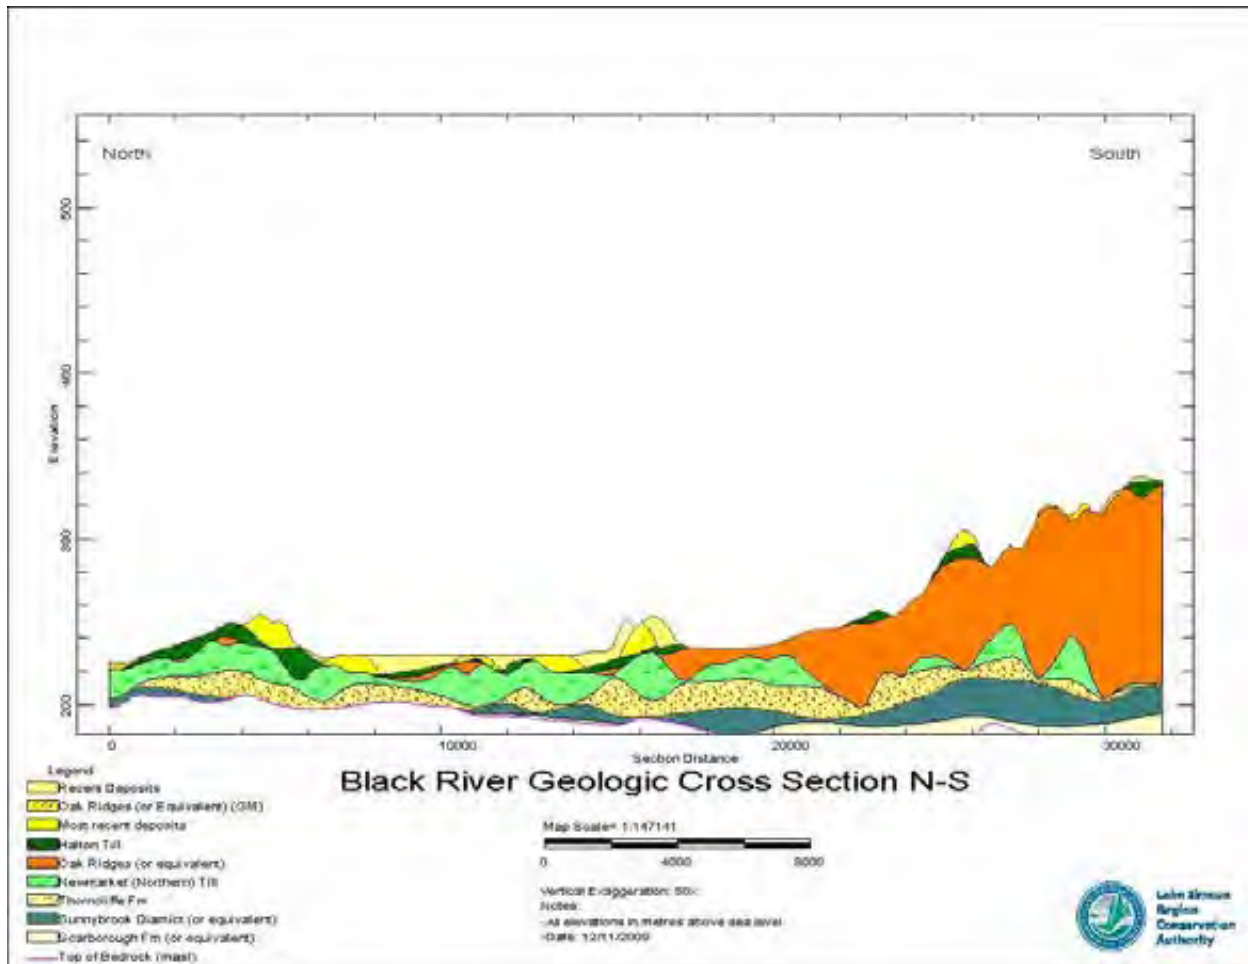 North
South
500
400
300
200
Elevation
0
10000
20000
30000
Section Distance
Black River Geologic Cross Section N-S
Legend
Recent Deposits
Oak Ridges (or Equivalent) (GM)
Most recent deposits
Halton Till
Oak Ridges (or equivalent)
Newmarket (Northern) Till
Thorncliffe Fm
Sunnybrook Diamict (or equivalent)
Scarborough Fm (or equivalent)
Top of Bedrock
Map Scale= 1:147141
0
4000
8000
Vertical Exaggeration: 50x
Notes:
-All elevations in metres above sea level
-Date: 12/11/2009
Lake Simcoe
Region
Conservation
Authority